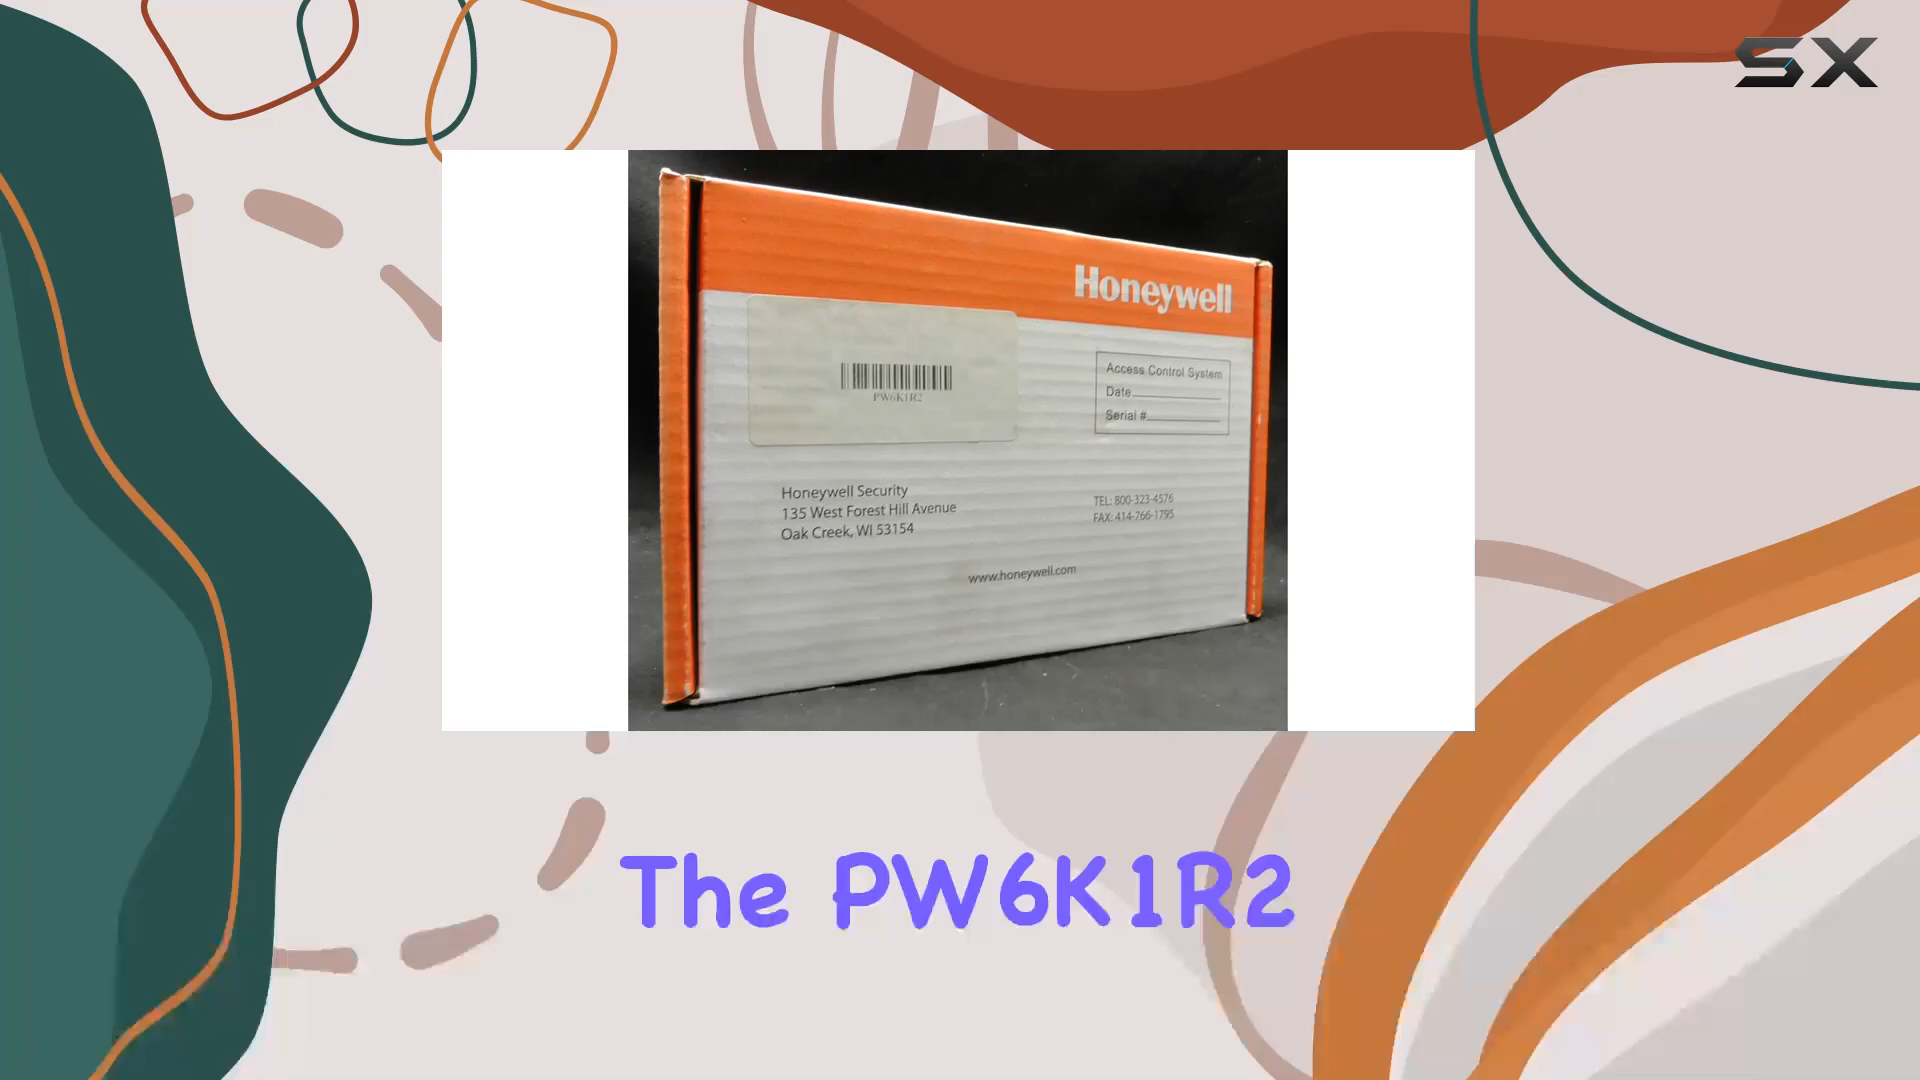 SX
Honeywell
PW6K1R2
Access Control System
Date
Serial #
Honeywell Security
135 West Forest Hill Avenue
Oak Creek, WI 53154
TEL: 800-323-4576
FAX: 414-766-1795
www.honeywell.com
The PW6K1R2